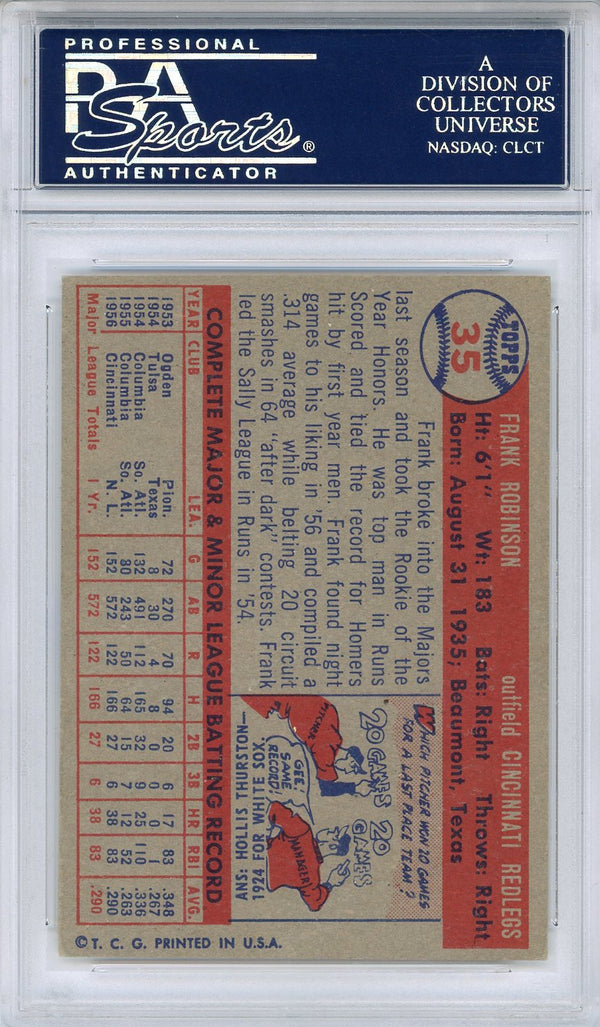 PROFESSIONAL
PSA
Sports®
AUTHENTICATOR
A
DIVISION OF
COLLECTORS
UNIVERSE
NASDAQ: CLCT
TOPPS
35
FRANK ROBINSON outfield CINCINNATI REDLEGS
Ht: 6'1" Wt: 183 Bats: Right Throws: Right
Born: August 31 1935; Beaumont, Texas
Frank broke into the Majors
last season and took the Rookie of the
Year Honors. He was top man in Runs
Scored and tied the record for Homers
hit by first year men. Frank found night
games to his liking in '56 and compiled a
.314 average while belting 20 circuit
smashes in 64 "after dark" contests. Frank
led the Sally League in Runs in '54.
WHICH PITCHER WON 20 GAMES
FOR A LAST PLACE TEAM?
20 GAMES
20 GAMES
PITCHER
GEE!
SAME
RECORD!
MANAGER
ANS: HOLLIS THURSTON—
1924 FOR WHITE SOX
COMPLETE MAJOR & MINOR LEAGUE BATTING RECORD
YEAR CLUB LEA. G AB R H 2B 3B HR RBI AVG.
1953 Ogden Pion. 72 270 70 94 20 6 17 83 .348
1954 Tulsa Texas 8 30 4 8 0 0 0 1 .267
1954 Columbia So. Atl. 132 491 112 165 32 9 25 110 .336
1955 Columbia So. Atl. 80 243 50 64 15 7 12 52 .263
1956 Cincinnati N. L. 152 572 122 166 27 6 38 83 .290
Major League Totals 1 Yr. 152 572 122 166 27 6 38 83 .290
© T. C. G. PRINTED IN U.S.A.